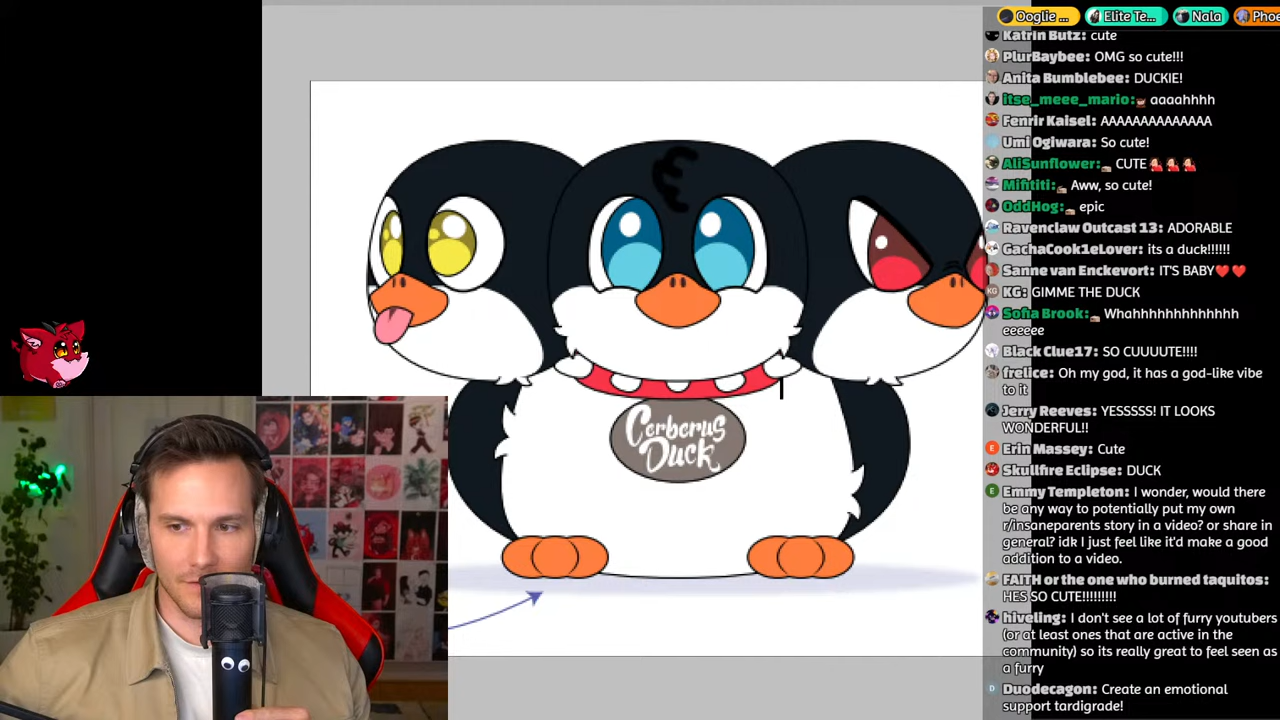 Ooglie ...
Elite Te...
Nala
Phoe
Katrin Butz: cute
PlurBaybee: OMG so cute!!!
Anita Bumblebee: DUCKIE!
itse_meee_mario: aaaahhhh
Fenrir Kaisel: AAAAAAAAAAAAAA
Umi Ogiwara: So cute!
AliSunflower: CUTE
Mifititi: Aww, so cute!
OddHog: epic
Ravenclaw Outcast 13: ADORABLE
GachaCook1eLover: its a duck!!!!!!
Sanne van Enckevort: IT'S BABY❤️❤️
KG KG: GIMME THE DUCK
Sofia Brook: Whahhhhhhhhhhhhh
eeeeee
Black Clue17: SO CUUUUTE!!!!
frelice: Oh my god, it has a god-like vibe
to it
Jerry Reeves: YESSSSS! IT LOOKS
WONDERFUL!!
E Erin Massey: Cute
Skullfire Eclipse: DUCK
E Emmy Templeton: I wonder, would there
be any way to potentially put my own
r/insaneparents story in a video? or share in
general? idk I just feel like it'd make a good
addition to a video.
FAITH or the one who burned taquitos:
HES SO CUTE!!!!!!!!!
hiveling: I don't see a lot of furry youtubers
(or at least ones that are active in the
community) so its really great to feel seen as
a furry
D Duodecagon: Create an emotional
support tardigrade!
Cerberus
Duck